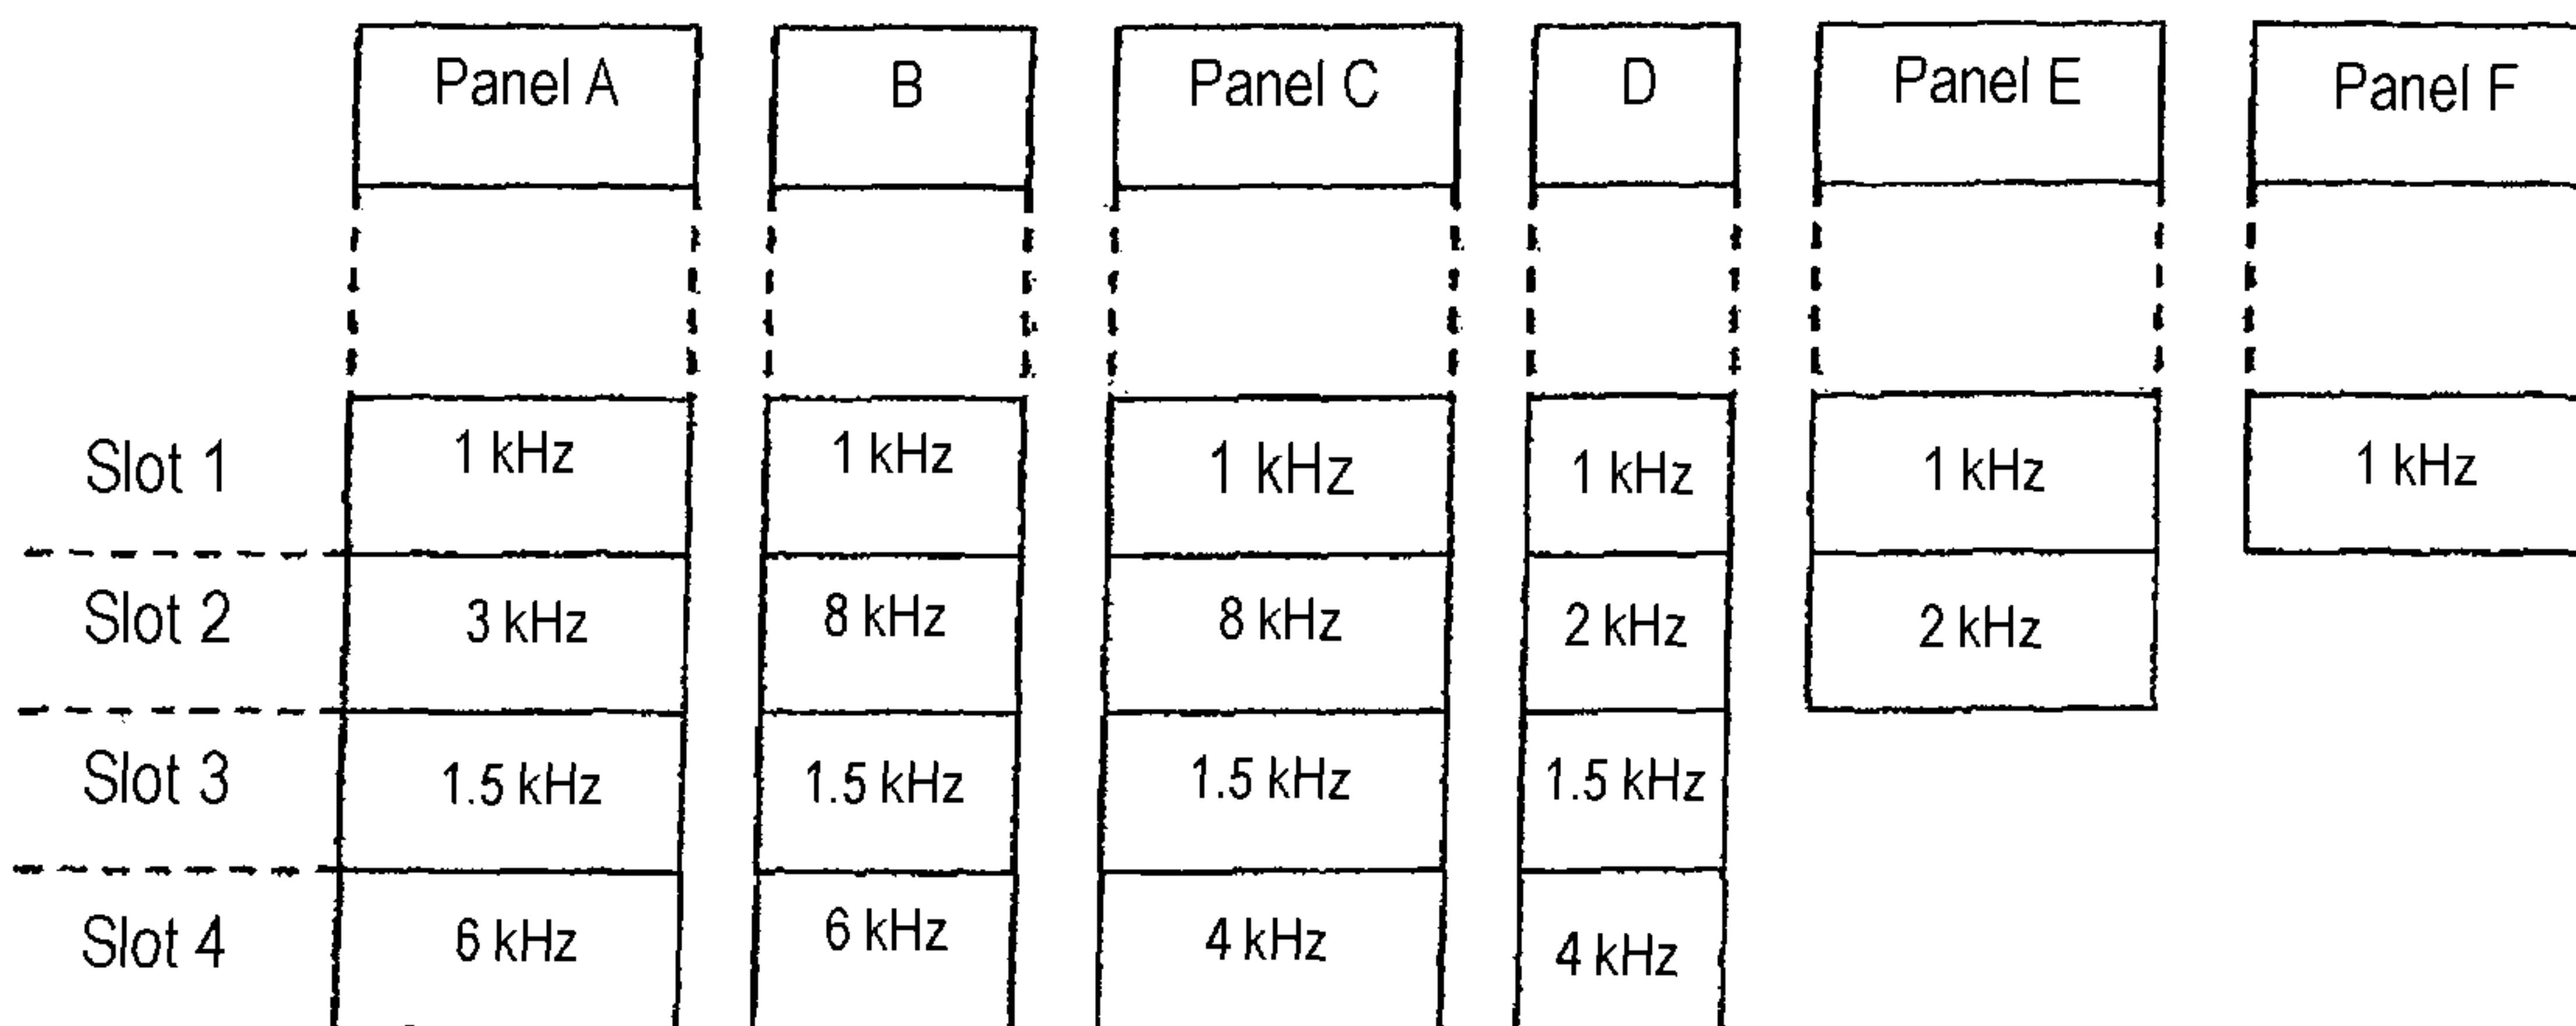 Panel A B Panel C D Panel E Panel F
Slot 1 1 kHz 1 kHz 1 kHz 1 kHz 1 kHz 1 kHz
Slot 2 3 kHz 8 kHz 8 kHz 2 kHz 2 kHz
Slot 3 1.5 kHz 1.5 kHz 1.5 kHz 1.5 kHz
Slot 4 6 kHz 6 kHz 4 kHz 4 kHz